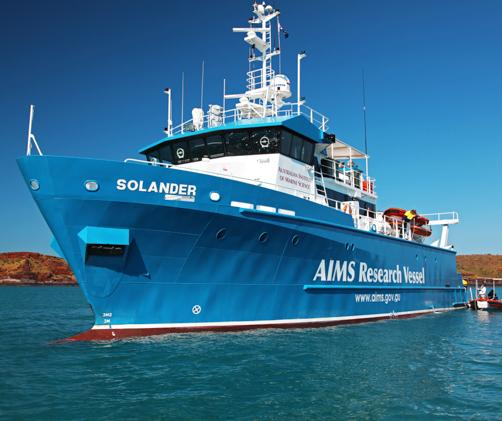 SOLANDER
AUSTRALIAN INSTITUTE
OF MARINE SCIENCE
AIMS Research Vessel
www.aims.gov.au